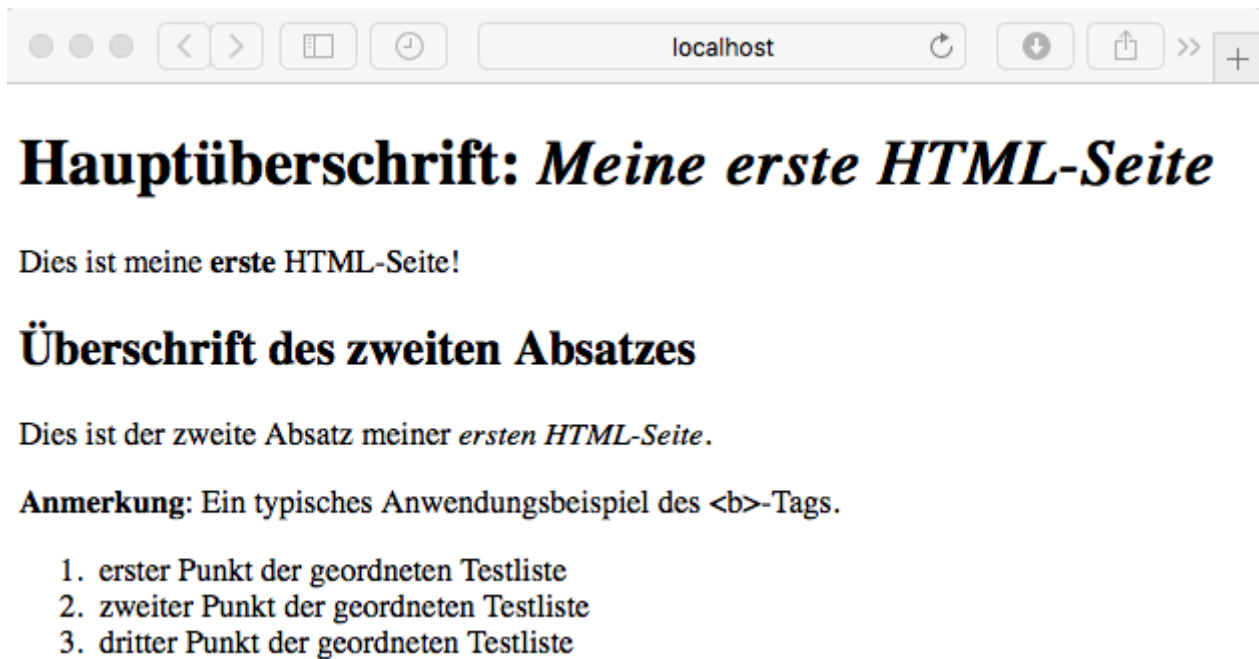 localhost
Hauptüberschrift: Meine erste HTML-Seite
Dies ist meine erste HTML-Seite!
Überschrift des zweiten Absatzes
Dies ist der zweite Absatz meiner ersten HTML-Seite.
Anmerkung: Ein typisches Anwendungsbeispiel des <b>-Tags.
1. erster Punkt der geordneten Testliste
2. zweiter Punkt der geordneten Testliste
3. dritter Punkt der geordneten Testliste